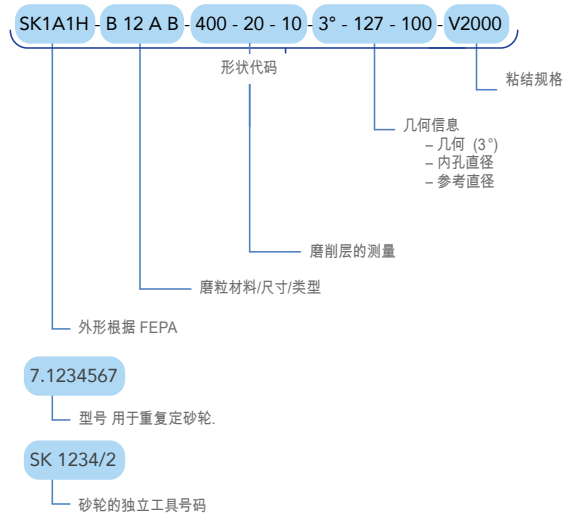 SK1A1H - B 12 A B - 400 - 20 - 10 - 3° - 127 - 100 - V2000
形状代码
粘结规格
几何信息
– 几何 (3°)
– 内孔直径
– 参考直径
磨削层的测量
磨粒材料/尺寸/类型
外形根据 FEPA
7.1234567
型号 用于重复定砂轮.
SK 1234/2
砂轮的独立工具号码